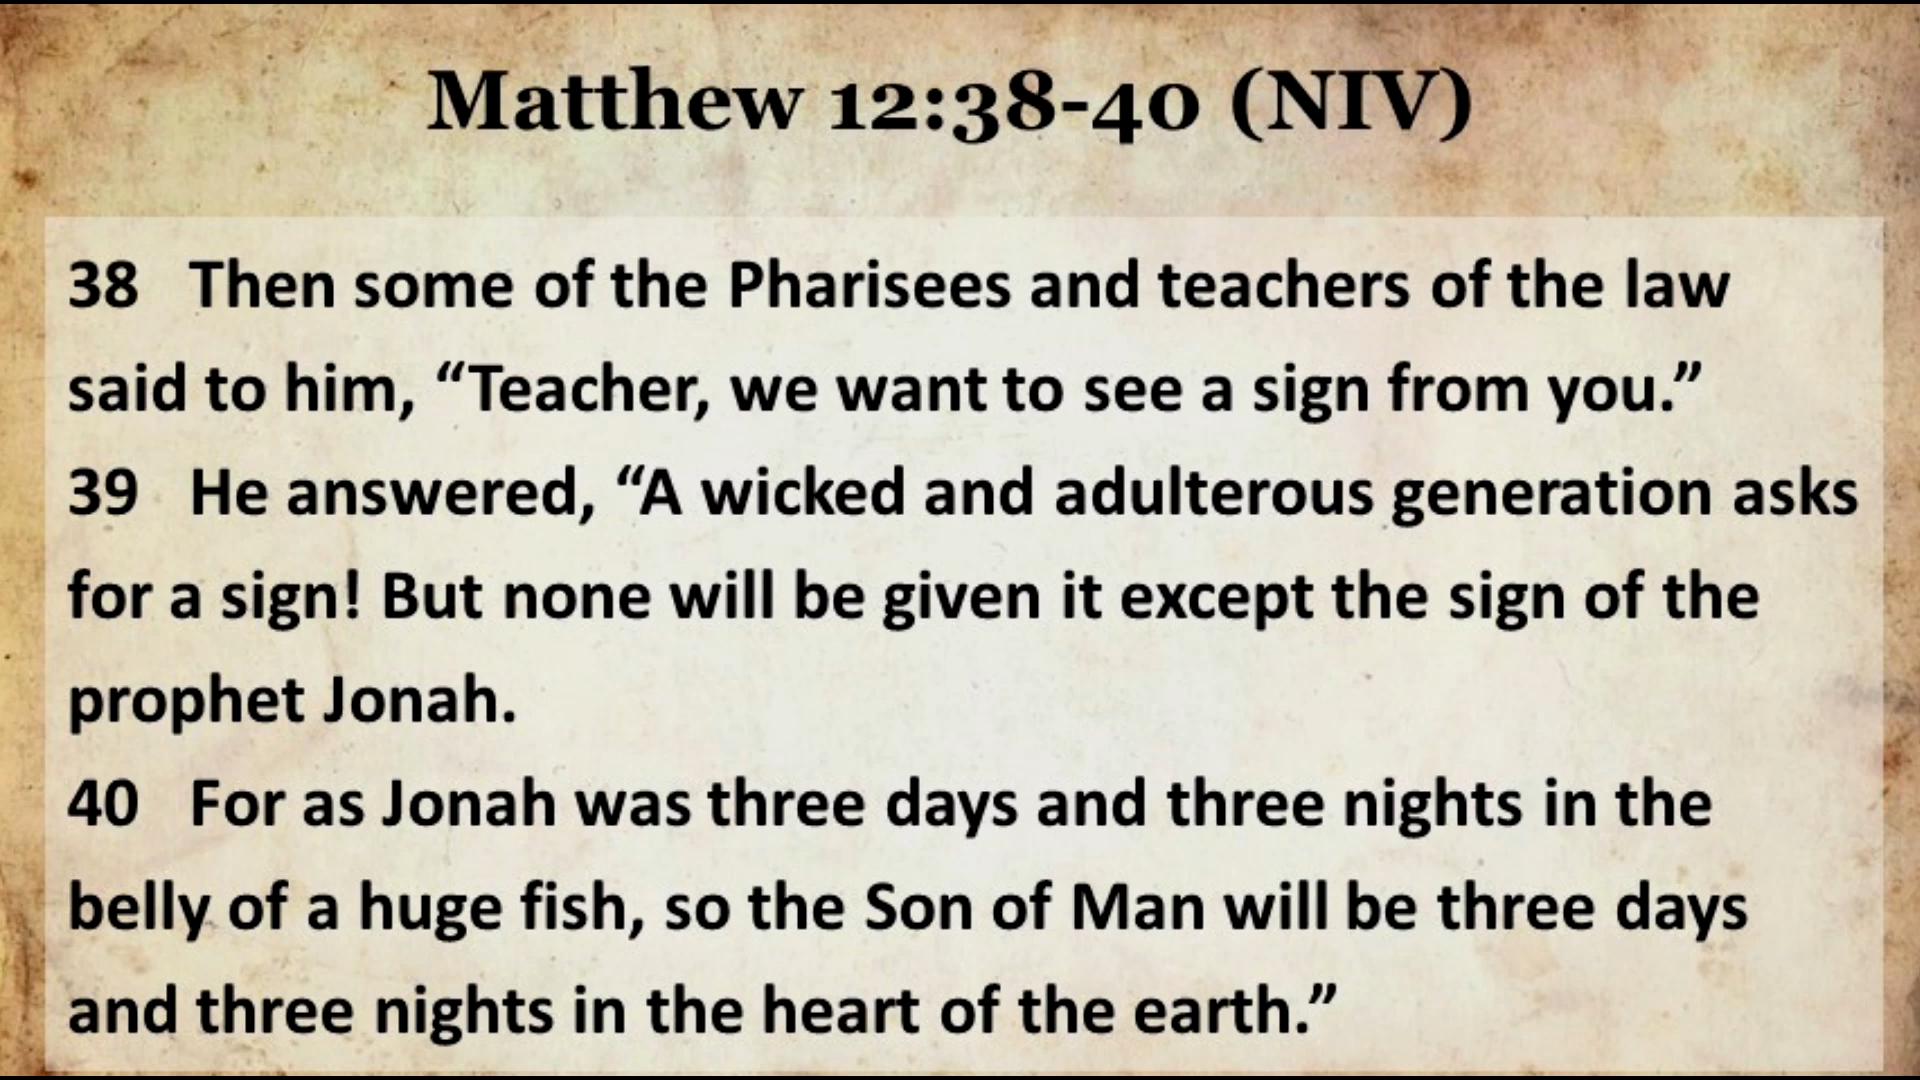 Matthew 12:38-40 (NIV)
38 Then some of the Pharisees and teachers of the law
said to him, “Teacher, we want to see a sign from you.”
39 He answered, “A wicked and adulterous generation asks
for a sign! But none will be given it except the sign of the
prophet Jonah.
40 For as Jonah was three days and three nights in the
belly of a huge fish, so the Son of Man will be three days
and three nights in the heart of the earth.”